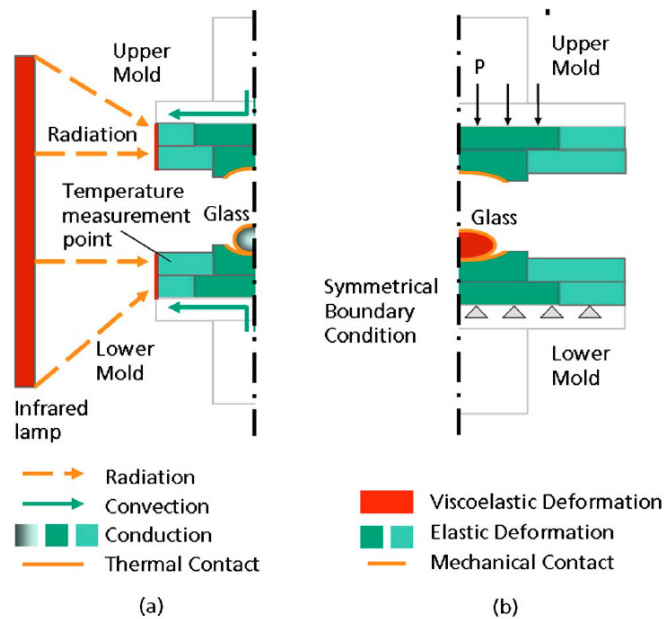 Upper
Mold
Radiation
Temperature
measurement
point
Glass
Lower
Mold
Infrared
lamp
Radiation
Convection
Conduction
Thermal Contact
(a)
P
Upper
Mold
Glass
Symmetrical
Boundary
Condition
Lower
Mold
Viscoelastic Deformation
Elastic Deformation
Mechanical Contact
(b)